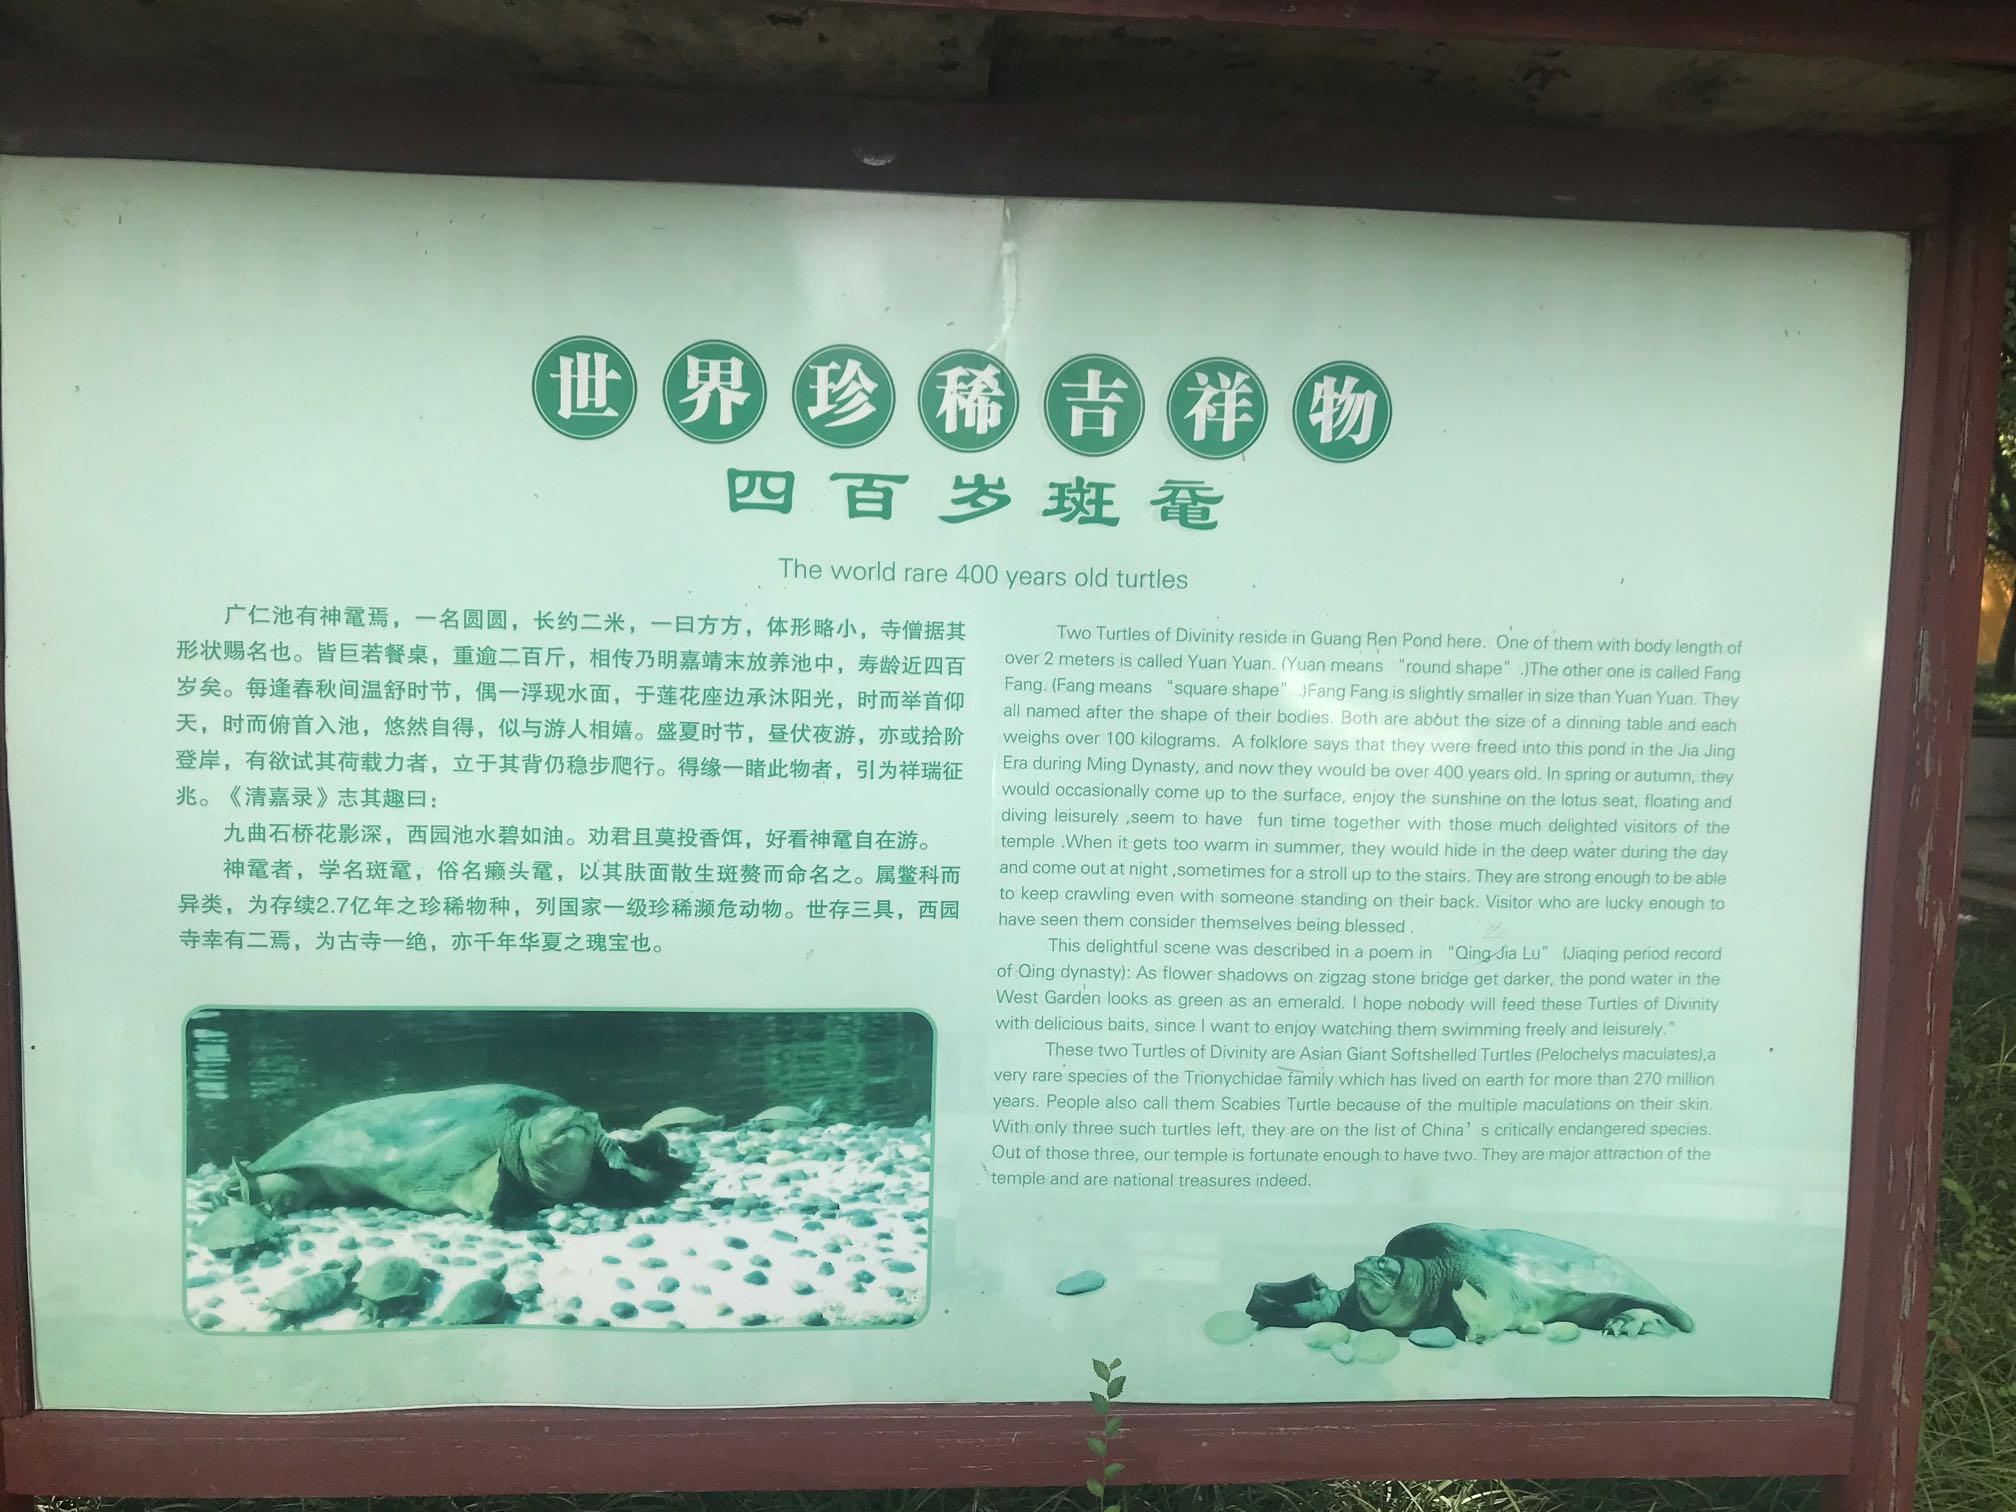 世界珍稀吉祥物
四百岁斑鼋
The world rare 400 years old turtles
广仁池有神鼋焉，一名圆圆，长约二米，一曰方方，体形略小，寺僧据其
形状赐名也。皆巨若餐桌，重逾二百斤，相传乃明嘉靖末放养池中，寿龄近四百
岁矣。每逢春秋间温舒时节，偶一浮现水面，于莲花座边承沐阳光，时而举首仰
天，时而俯首入池，悠然自得，似与游人相嬉。盛夏时节，昼伏夜游，亦或拾阶
登岸，有欲试其荷载力者，立于其背仍稳步爬行。得缘一睹此物者，引为祥瑞征
兆。《清嘉录》志其趣曰：
九曲石桥花影深，西园池水碧如油。劝君且莫投香饵，好看神鼋自在游。
神鼋者，学名斑鼋，俗名癞头鼋，以其肤面散生斑赘而命名之。属鳖科而
异类，为存续2.7亿年之珍稀物种，列国家一级珍稀濒危动物。世存三具，西园
寺幸有二焉，为古寺一绝，亦千年华夏之瑰宝也。
Two Turtles of Divinity reside in Guang Ren Pond here. One of them with body length of
over 2 meters is called Yuan Yuan. (Yuan means “round shape” .)The other one is called Fang
Fang. (Fang means “square shape” .)Fang Fang is slightly smaller in size than Yuan Yuan. They
all named after the shape of their bodies. Both are about the size of a dinning table and each
weighs over 100 kilograms. A folklore says that they were freed into this pond in the Jia Jing
Era during Ming Dynasty, and now they would be over 400 years old. In spring or autumn, they
would occasionally come up to the surface, enjoy the sunshine on the lotus seat, floating and
diving leisurely ,seem to have fun time together with those much delighted visitors of the
temple .When it gets too warm in summer, they would hide in the deep water during the day
and come out at night ,sometimes for a stroll up to the stairs. They are strong enough to be able
to keep crawling even with someone standing on their back. Visitor who are lucky enough to
have seen them consider themselves being blessed .
This delightful scene was described in a poem in “Qing Jia Lu” (Jiaqing period record
of Qing dynasty): As flower shadows on zigzag stone bridge get darker, the pond water in the
West Garden looks as green as an emerald. I hope nobody will feed these Turtles of Divinity
with delicious baits, since I want to enjoy watching them swimming freely and leisurely.”
These two Turtles of Divinity are Asian Giant Softshelled Turtles (Pelochelys maculates),a
very rare species of the Trionychidae family which has lived on earth for more than 270 million
years. People also call them Scabies Turtle because of the multiple maculations on their skin.
With only three such turtles left, they are on the list of China’s critically endangered species.
Out of those three, our temple is fortunate enough to have two. They are major attraction of the
temple and are national treasures indeed.